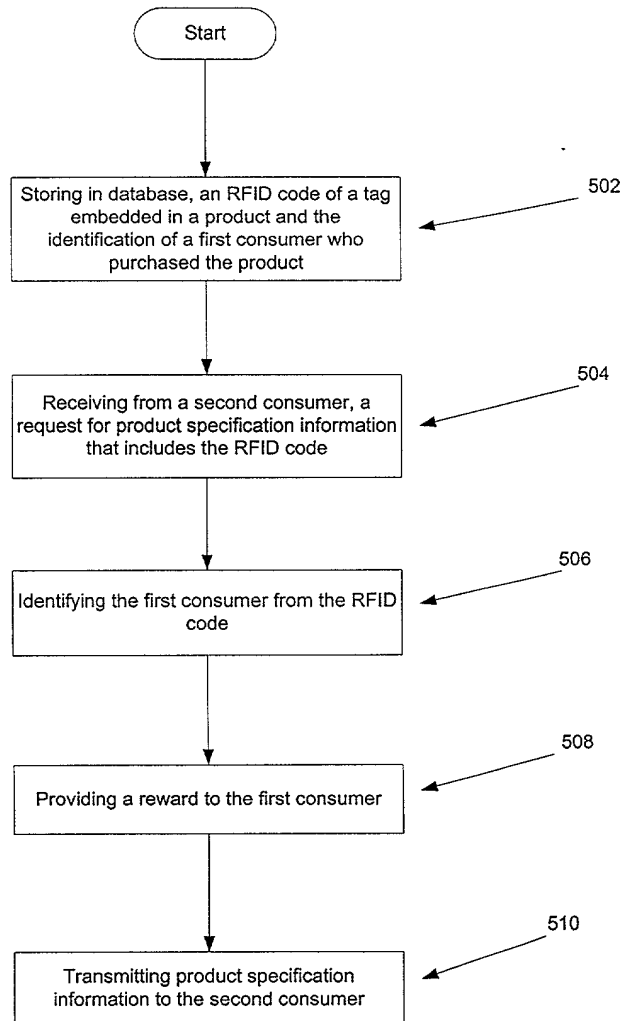 Start
Storing in database, an RFID code of a tag
embedded in a product and the
identification of a first consumer who
purchased the product
502
Receiving from a second consumer, a
request for product specification information
that includes the RFID code
504
Identifying the first consumer from the RFID
code
506
Providing a reward to the first consumer
508
Transmitting product specification
information to the second consumer
510